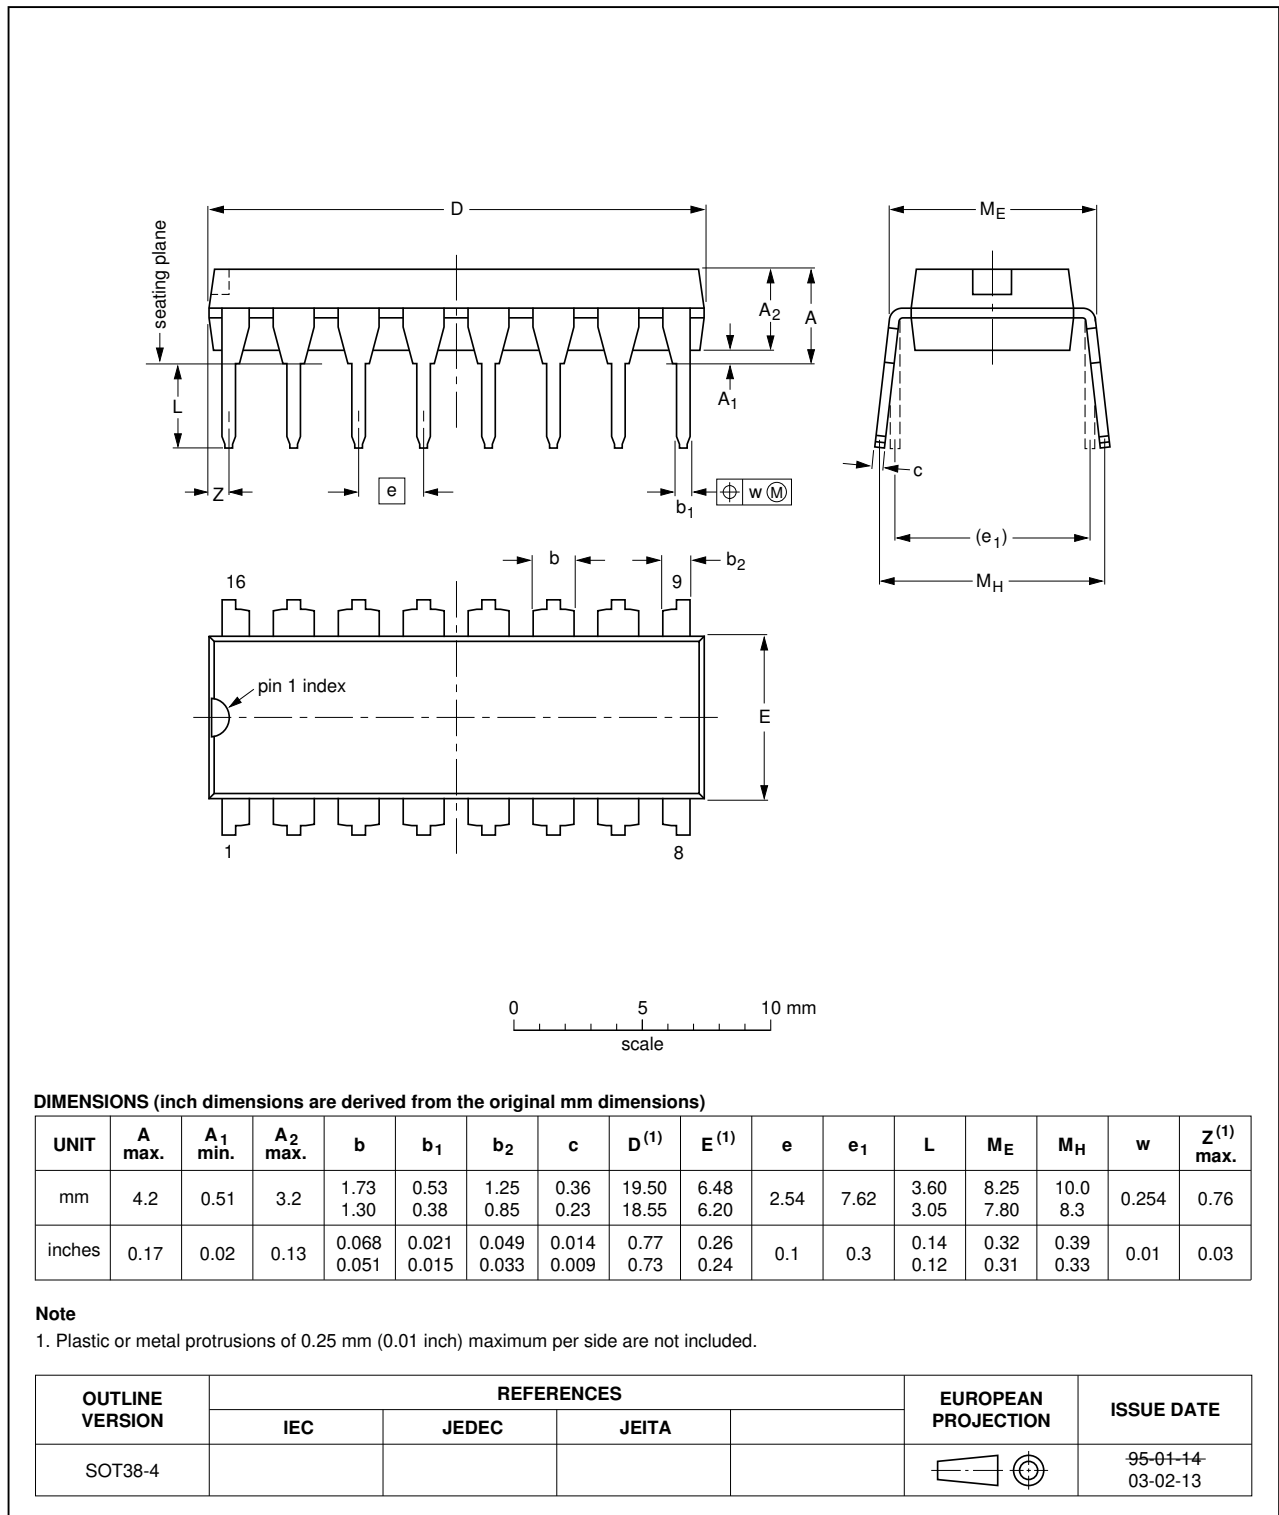 D
ME
seating plane
A2
A
L
A1
c
Z
e
b1
w M
(e1)
MH
b
b2
16
9
pin 1 index
E
1
8
0 5 10 mm
scale
DIMENSIONS (inch dimensions are derived from the original mm dimensions)
UNIT A max. A1 min. A2 max. b b1 b2 c D(1) E(1) e e1 L ME MH w Z(1) max.
mm 4.2 0.51 3.2 1.73 1.30 0.53 0.38 1.25 0.85 0.36 0.23 19.50 18.55 6.48 6.20 2.54 7.62 3.60 3.05 8.25 7.80 10.0 8.3 0.254 0.76
inches 0.17 0.02 0.13 0.068 0.051 0.021 0.015 0.049 0.033 0.014 0.009 0.77 0.73 0.26 0.24 0.1 0.3 0.14 0.12 0.32 0.31 0.39 0.33 0.01 0.03
Note
1. Plastic or metal protrusions of 0.25 mm (0.01 inch) maximum per side are not included.
OUTLINE VERSION REFERENCES EUROPEAN PROJECTION ISSUE DATE
IEC JEDEC JEITA
SOT38-4 95-01-14
03-02-13